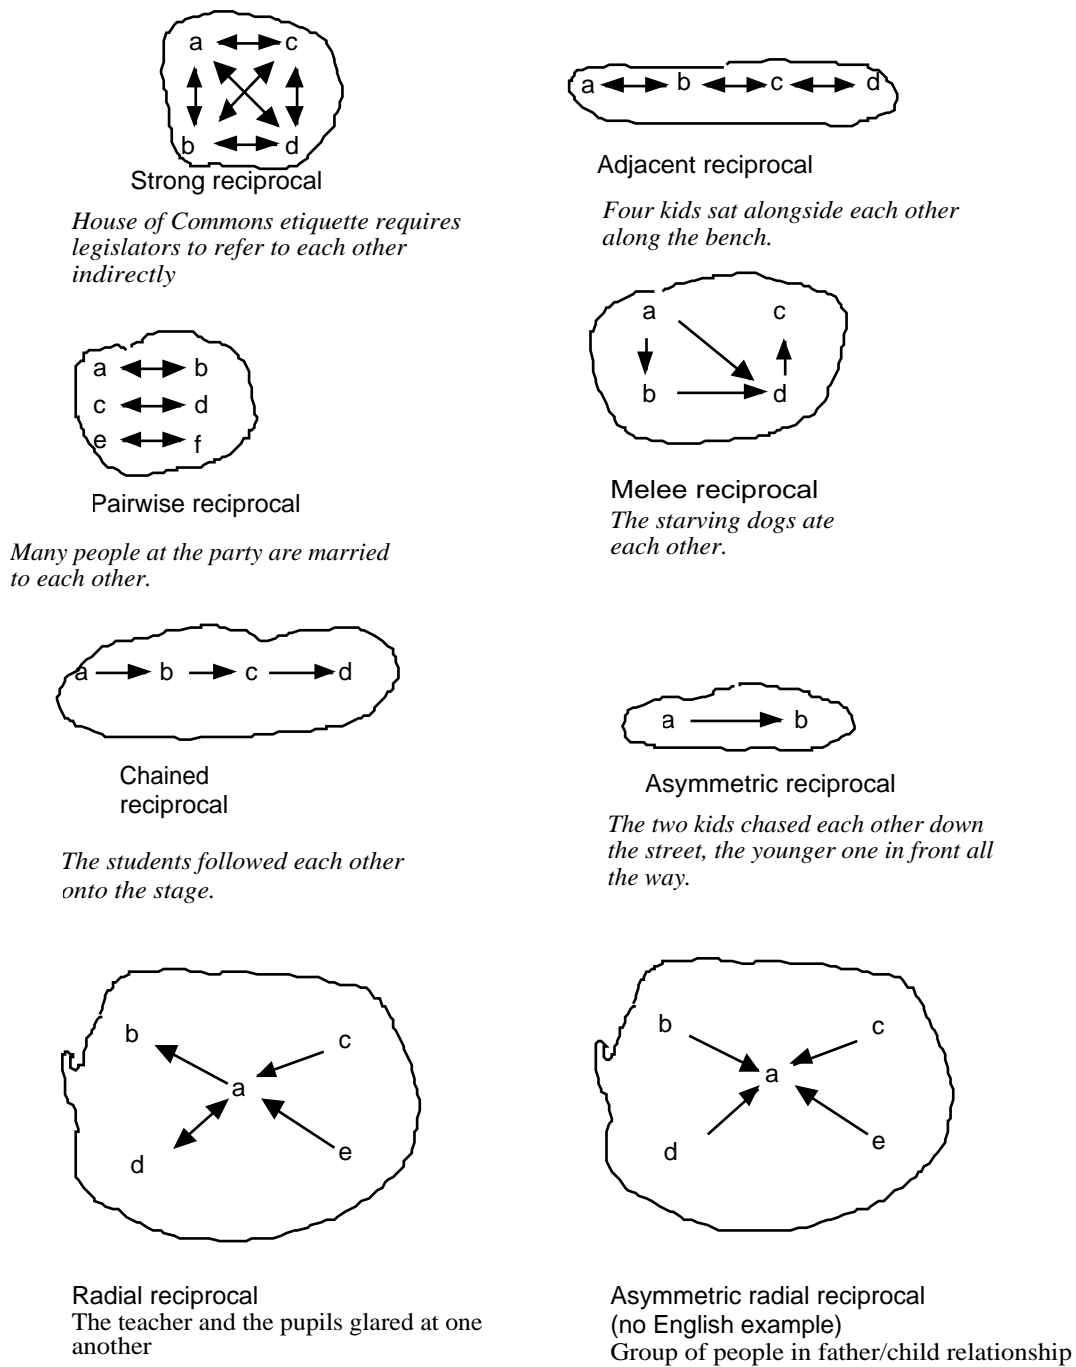 a c
b d
Strong reciprocal
House of Commons etiquette requires
legislators to refer to each other
indirectly
a b c d
Adjacent reciprocal
Four kids sat alongside each other
along the bench.
a b
c d
e f
Pairwise reciprocal
Many people at the party are married
to each other.
a c
b d
Melee reciprocal
The starving dogs ate
each other.
a b c d
Chained
reciprocal
The students followed each other
onto the stage.
a b
Asymmetric reciprocal
The two kids chased each other down
the street, the younger one in front all
the way.
b c
a
d e
Radial reciprocal
The teacher and the pupils glared at one
another
b c
a
d e
Asymmetric radial reciprocal
(no English example)
Group of people in father/child relationship